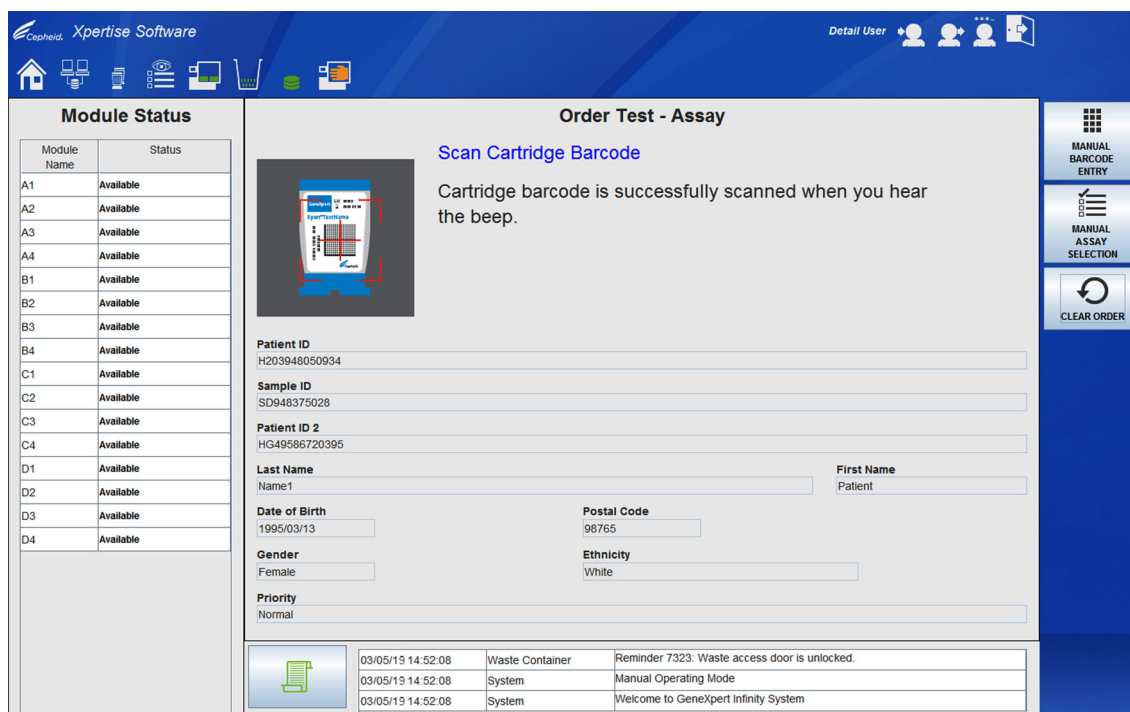 Cepheid. Xpertise Software
Detail User
Module Status
Module Name Status
A1 Available
A2 Available
A3 Available
A4 Available
B1 Available
B2 Available
B3 Available
B4 Available
C1 Available
C2 Available
C3 Available
C4 Available
D1 Available
D2 Available
D3 Available
D4 Available
Order Test - Assay
Scan Cartridge Barcode
Cartridge barcode is successfully scanned when you hear
the beep.
GeneXpert
Xpert®TestName
Cepheid
Patient ID
H203948050934
Sample ID
SD948375028
Patient ID 2
HG49586720395
Last Name First Name
Name1 Patient
Date of Birth Postal Code
1995/03/13 98765
Gender Ethnicity
Female White
Priority
Normal
03/05/19 14:52:08 Waste Container Reminder 7323: Waste access door is unlocked.
03/05/19 14:52:08 System Manual Operating Mode
03/05/19 14:52:08 System Welcome to GeneXpert Infinity System
MANUAL
BARCODE
ENTRY
MANUAL
ASSAY
SELECTION
CLEAR ORDER